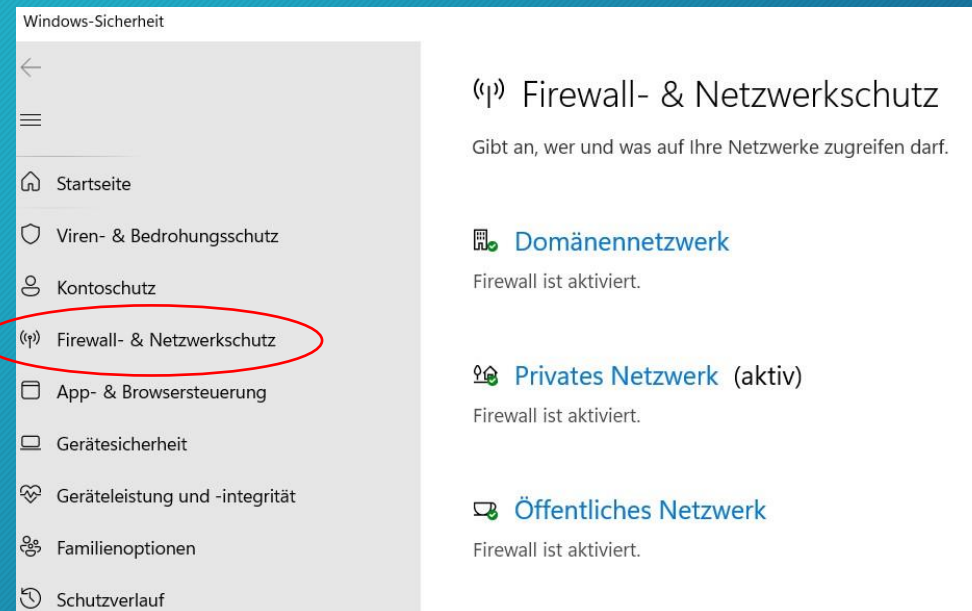 Windows-Sicherheit
Startseite
Viren- & Bedrohungsschutz
Kontoschutz
Firewall- & Netzwerkschutz
App- & Browsersteuerung
Gerätesicherheit
Geräteleistung und -integrität
Familienoptionen
Schutzverlauf
Firewall- & Netzwerkschutz
Gibt an, wer und was auf Ihre Netzwerke zugreifen darf.
Domänennetzwerk
Firewall ist aktiviert.
Privates Netzwerk (aktiv)
Firewall ist aktiviert.
Öffentliches Netzwerk
Firewall ist aktiviert.